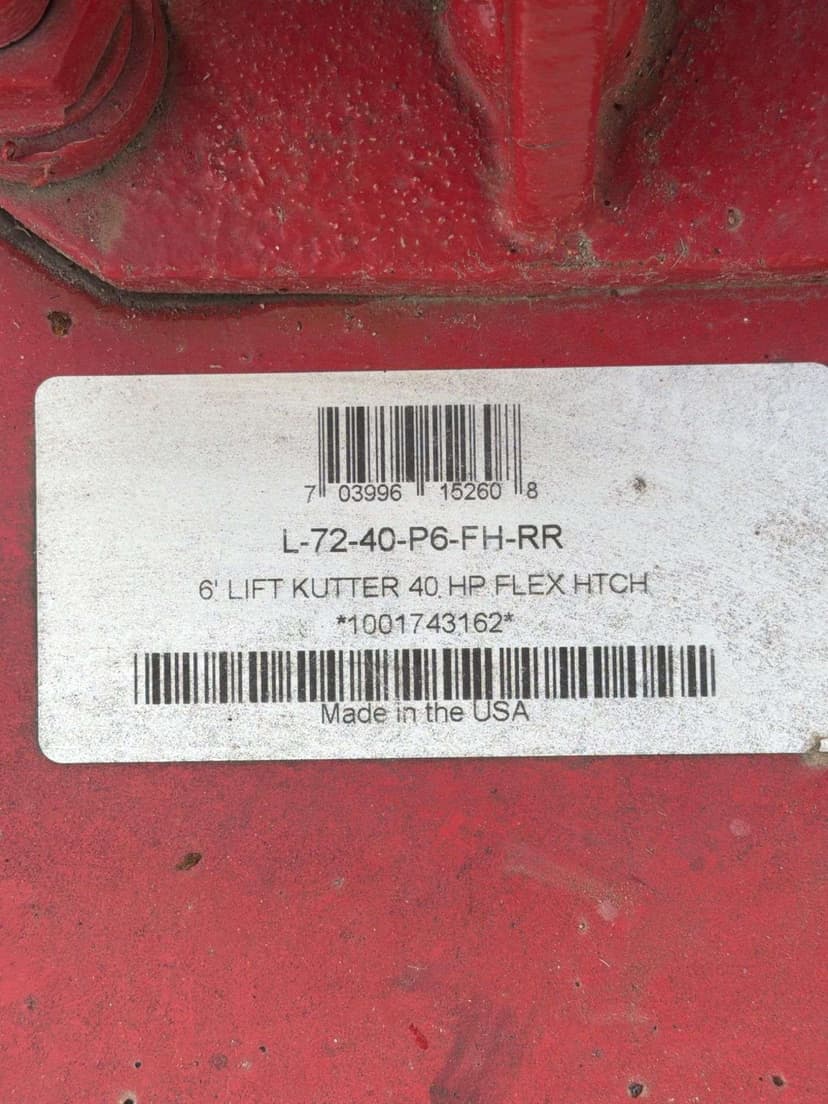 7 03996 15260 8
L-72-40-P6-FH-RR
6' LIFT KUTTER 40 HP FLEX HTCH
*1001743162*
Made in the USA